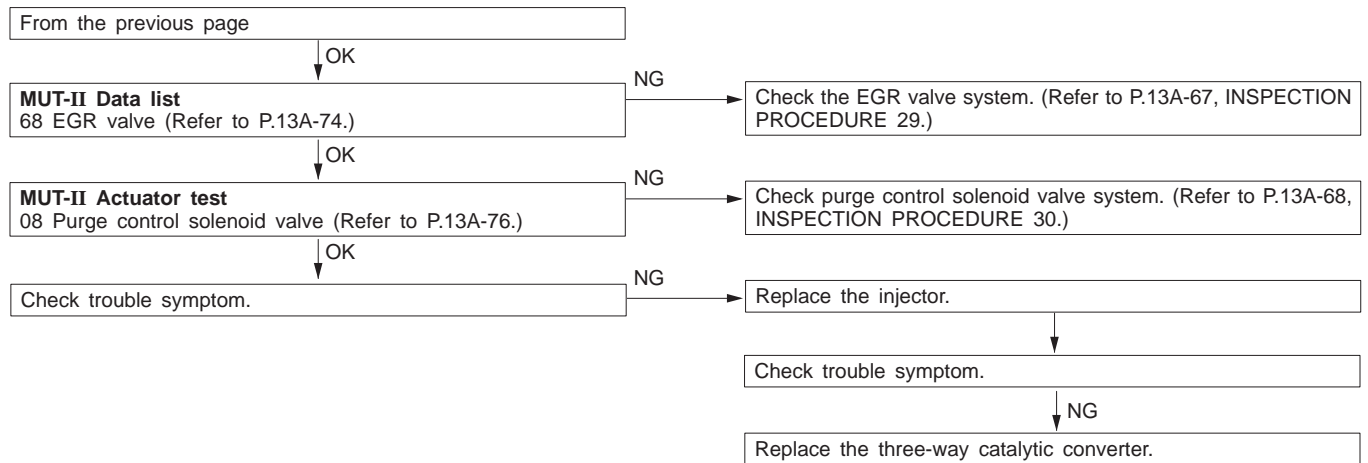 From the previous page
OK
MUT-II Data list
68 EGR valve (Refer to P.13A-74.)
NG
Check the EGR valve system. (Refer to P.13A-67, INSPECTION
PROCEDURE 29.)
OK
MUT-II Actuator test
08 Purge control solenoid valve (Refer to P.13A-76.)
NG
Check purge control solenoid valve system. (Refer to P.13A-68,
INSPECTION PROCEDURE 30.)
OK
Check trouble symptom.
NG
Replace the injector.
Check trouble symptom.
NG
Replace the three-way catalytic converter.